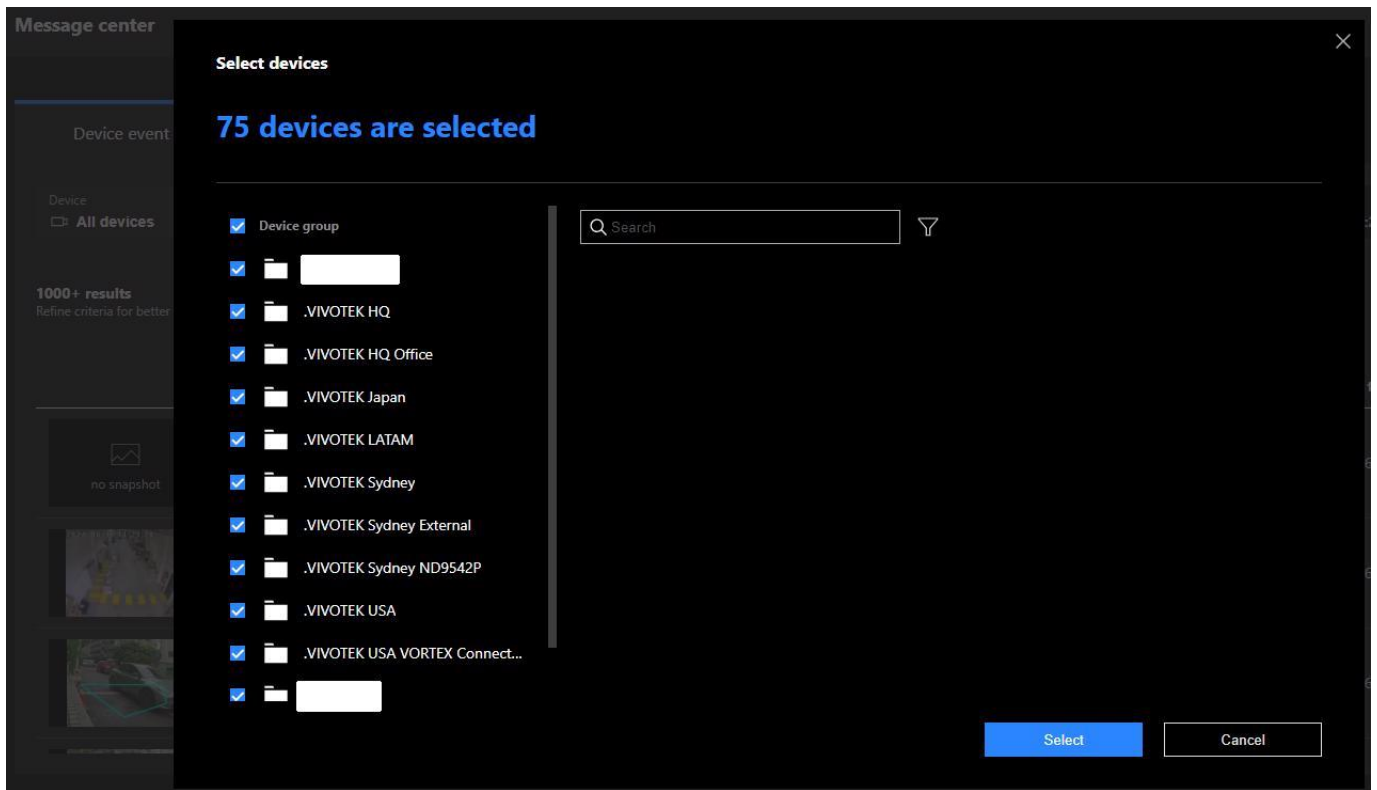 Message center
Select devices
75 devices are selected
Device event
Device
All devices
1000+ results
Refine criteria for better
no snapshot
Device group
.VIVOTEK HQ
.VIVOTEK HQ Office
.VIVOTEK Japan
.VIVOTEK LATAM
.VIVOTEK Sydney
.VIVOTEK Sydney External
.VIVOTEK Sydney ND9542P
.VIVOTEK USA
.VIVOTEK USA VORTEX Connect...
Search
Select
Cancel